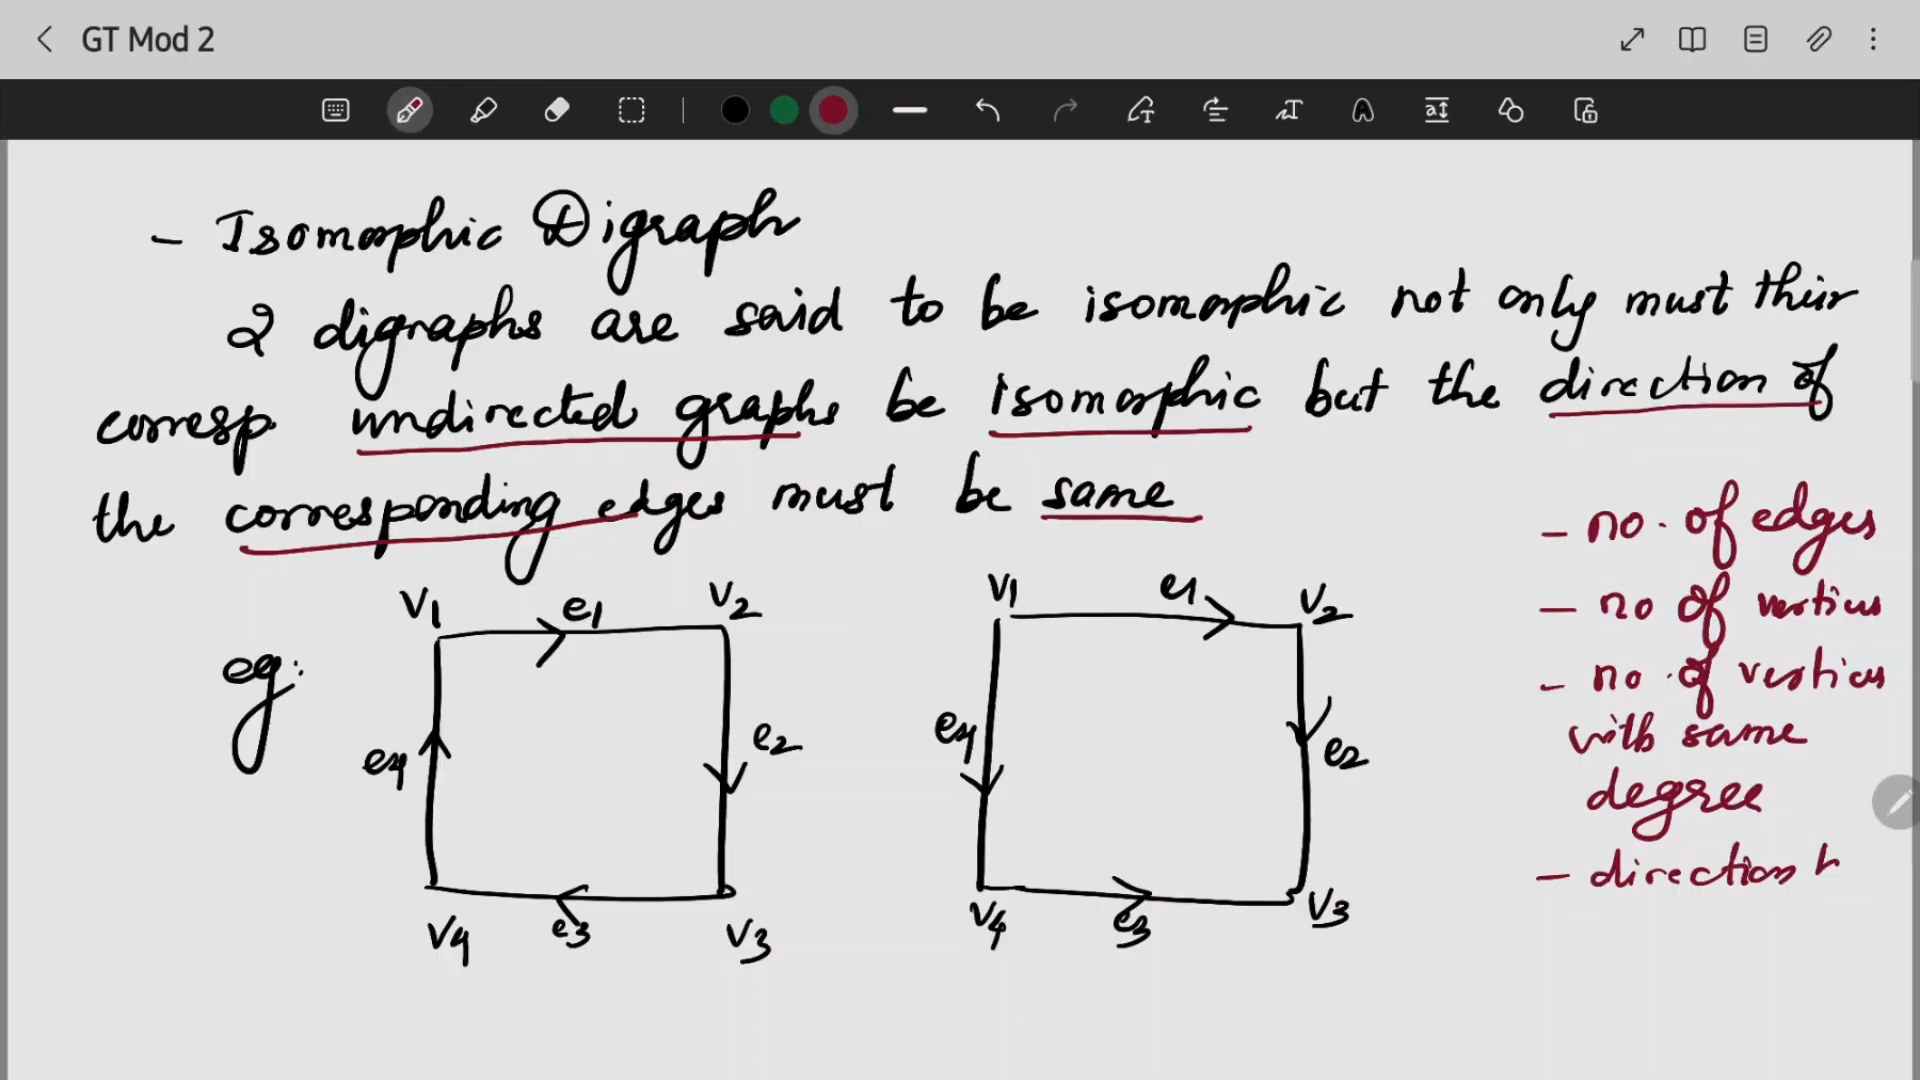 GT Mod 2
- Isomorphic Digraph
2 digraphs are said to be isomorphic not only must their
corresp. undirected graphs be isomorphic but the direction of
the corresponding edges must be same
- no. of edges
- no of vertices
- no. of vertices
with same
degree
- direction
eg:
V1 e1 V2
e4 e2
V4 e3 V3
V1 e1 V2
e4 e2
V4 e3 V3